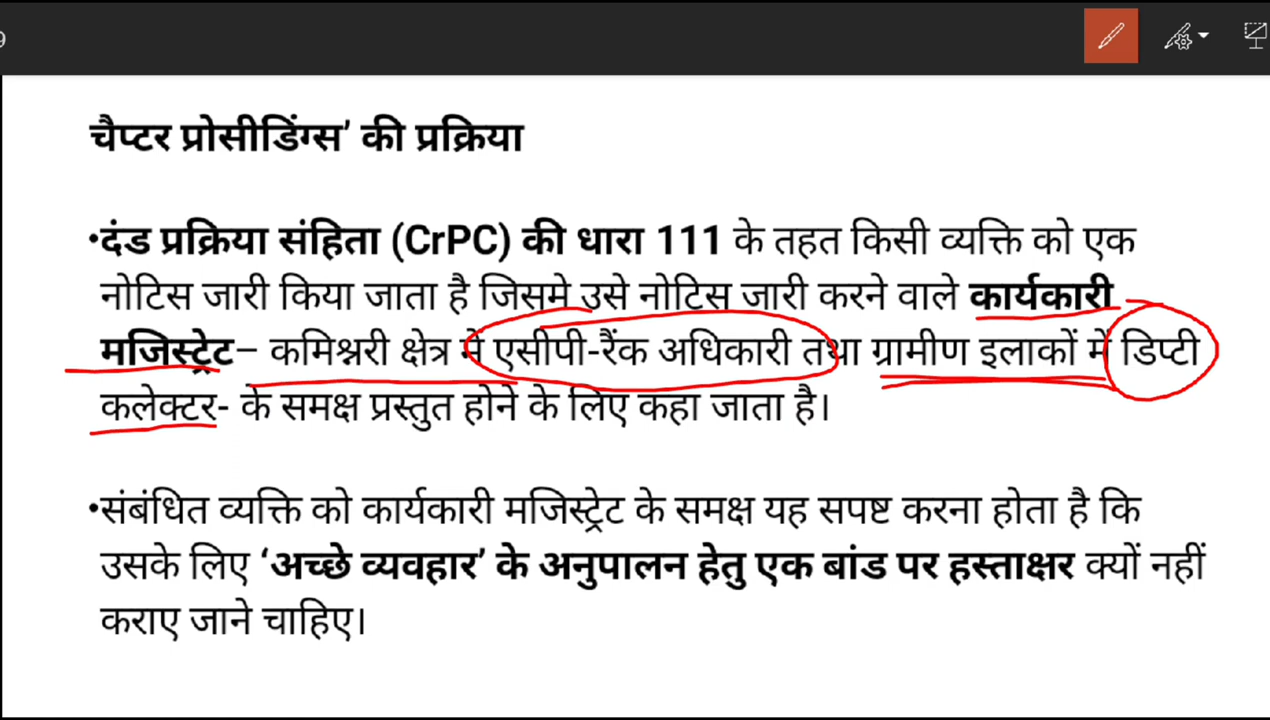 9
चैप्टर प्रोसीडिंग्स’ की प्रक्रिया
•दंड प्रक्रिया संहिता (CrPC) की धारा 111 के तहत किसी व्यक्ति को एक
नोटिस जारी किया जाता है जिसमे उसे नोटिस जारी करने वाले कार्यकारी
मजिस्ट्रेट– कमिश्नरी क्षेत्र में एसीपी-रैंक अधिकारी तथा ग्रामीण इलाकों में डिप्टी
कलेक्टर- के समक्ष प्रस्तुत होने के लिए कहा जाता है।
•संबंधित व्यक्ति को कार्यकारी मजिस्ट्रेट के समक्ष यह सपष्ट करना होता है कि
उसके लिए ‘अच्छे व्यवहार’ के अनुपालन हेतु एक बांड पर हस्ताक्षर क्यों नहीं
कराए जाने चाहिए।